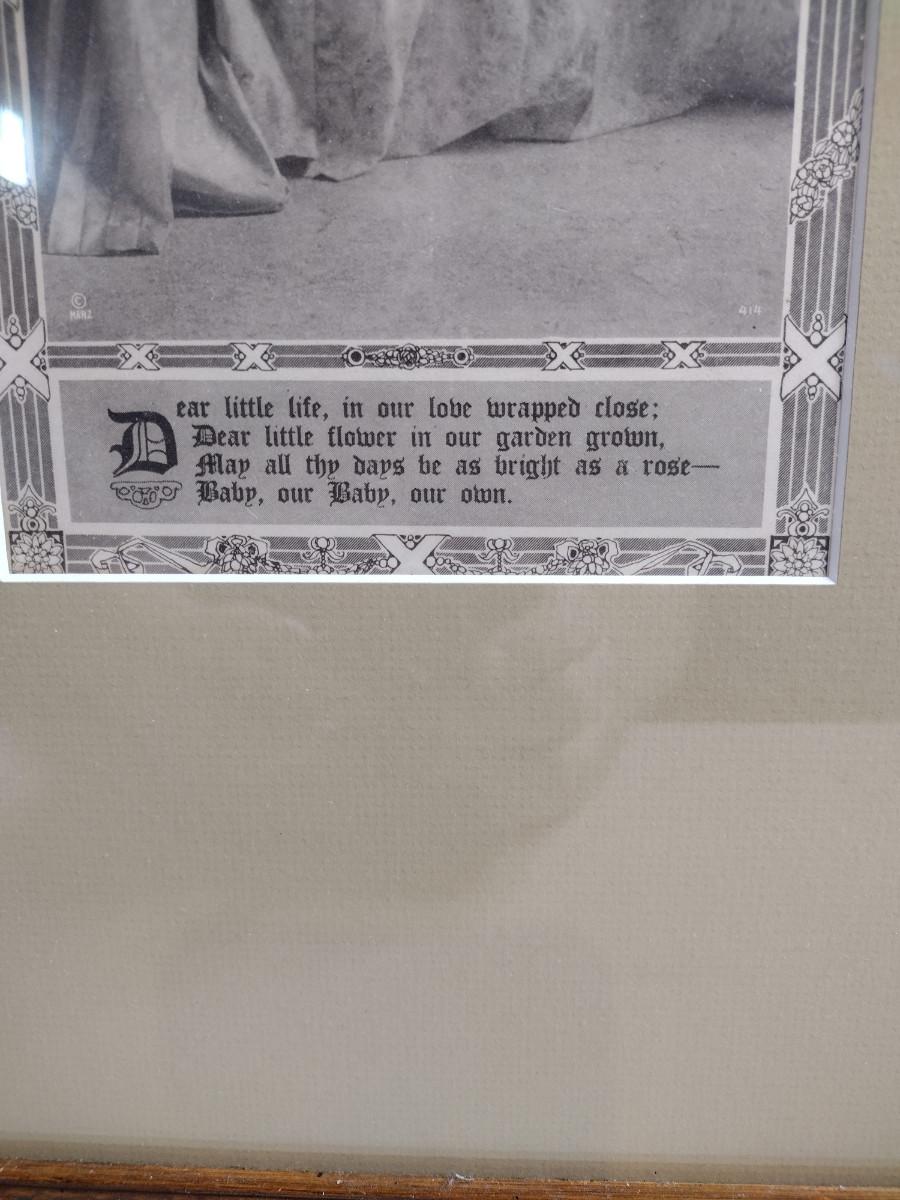 ©
MARZ
414
Dear little life, in our love wrapped close;
Dear little flower in our garden grown,
May all thy days be as bright as a rose—
Baby, our Baby, our own.